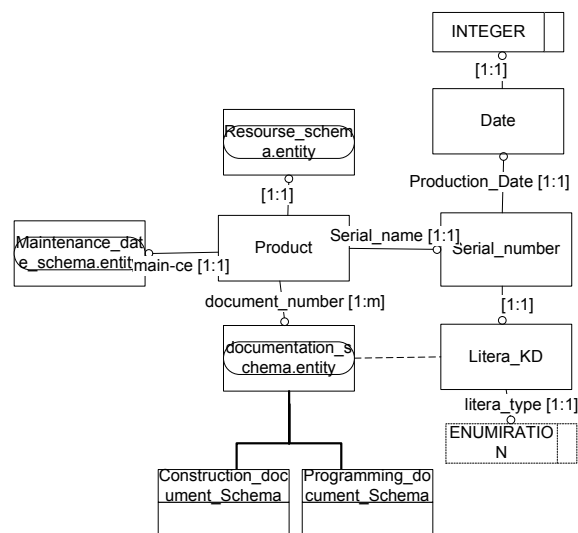 INTEGER
[1:1]
Date
Resourse_schem
a.entity
Production_Date [1:1]
[1:1]
Maintenance_dat
e_schema.entit
main-ce [1:1]
Product
Serial_name [1:1]
Serial_number
document_number [1:m]
[1:1]
documentation_s
chema.entity
Litera_KD
litera_type [1:1]
ENUMIRATIO
N
Construction_doc
ument_Schema
Programming_do
cument_Schema